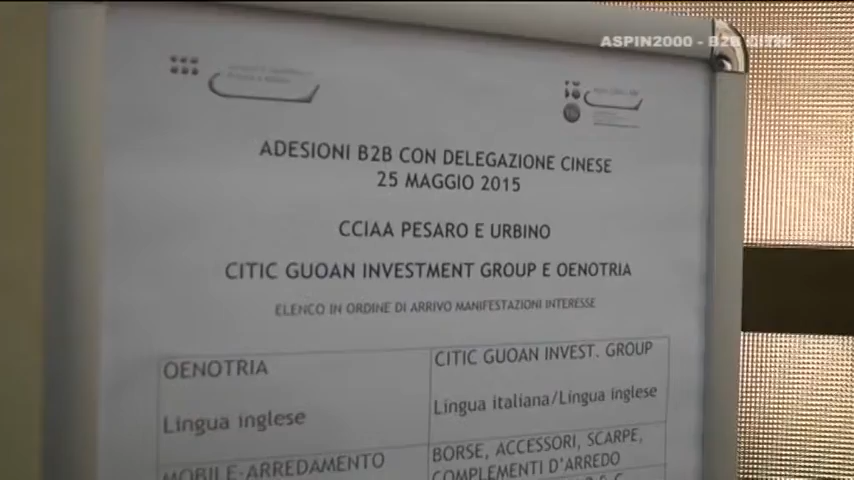 ASPIN2000 - B2B CITIC
ADESIONI B2B CON DELEGAZIONE CINESE
25 MAGGIO 2015
CCIAA PESARO E URBINO
CITIC GUOAN INVESTMENT GROUP E OENOTRIA
ELENCO IN ORDINE DI ARRIVO MANIFESTAZIONI INTERESSE
OENOTRIA
Lingua inglese
CITIC GUOAN INVEST. GROUP
Lingua italiana/Lingua inglese
MOBILE-ARREDAMENTO
BORSE, ACCESSORI, SCARPE,
COMPLEMENTI D'ARREDO